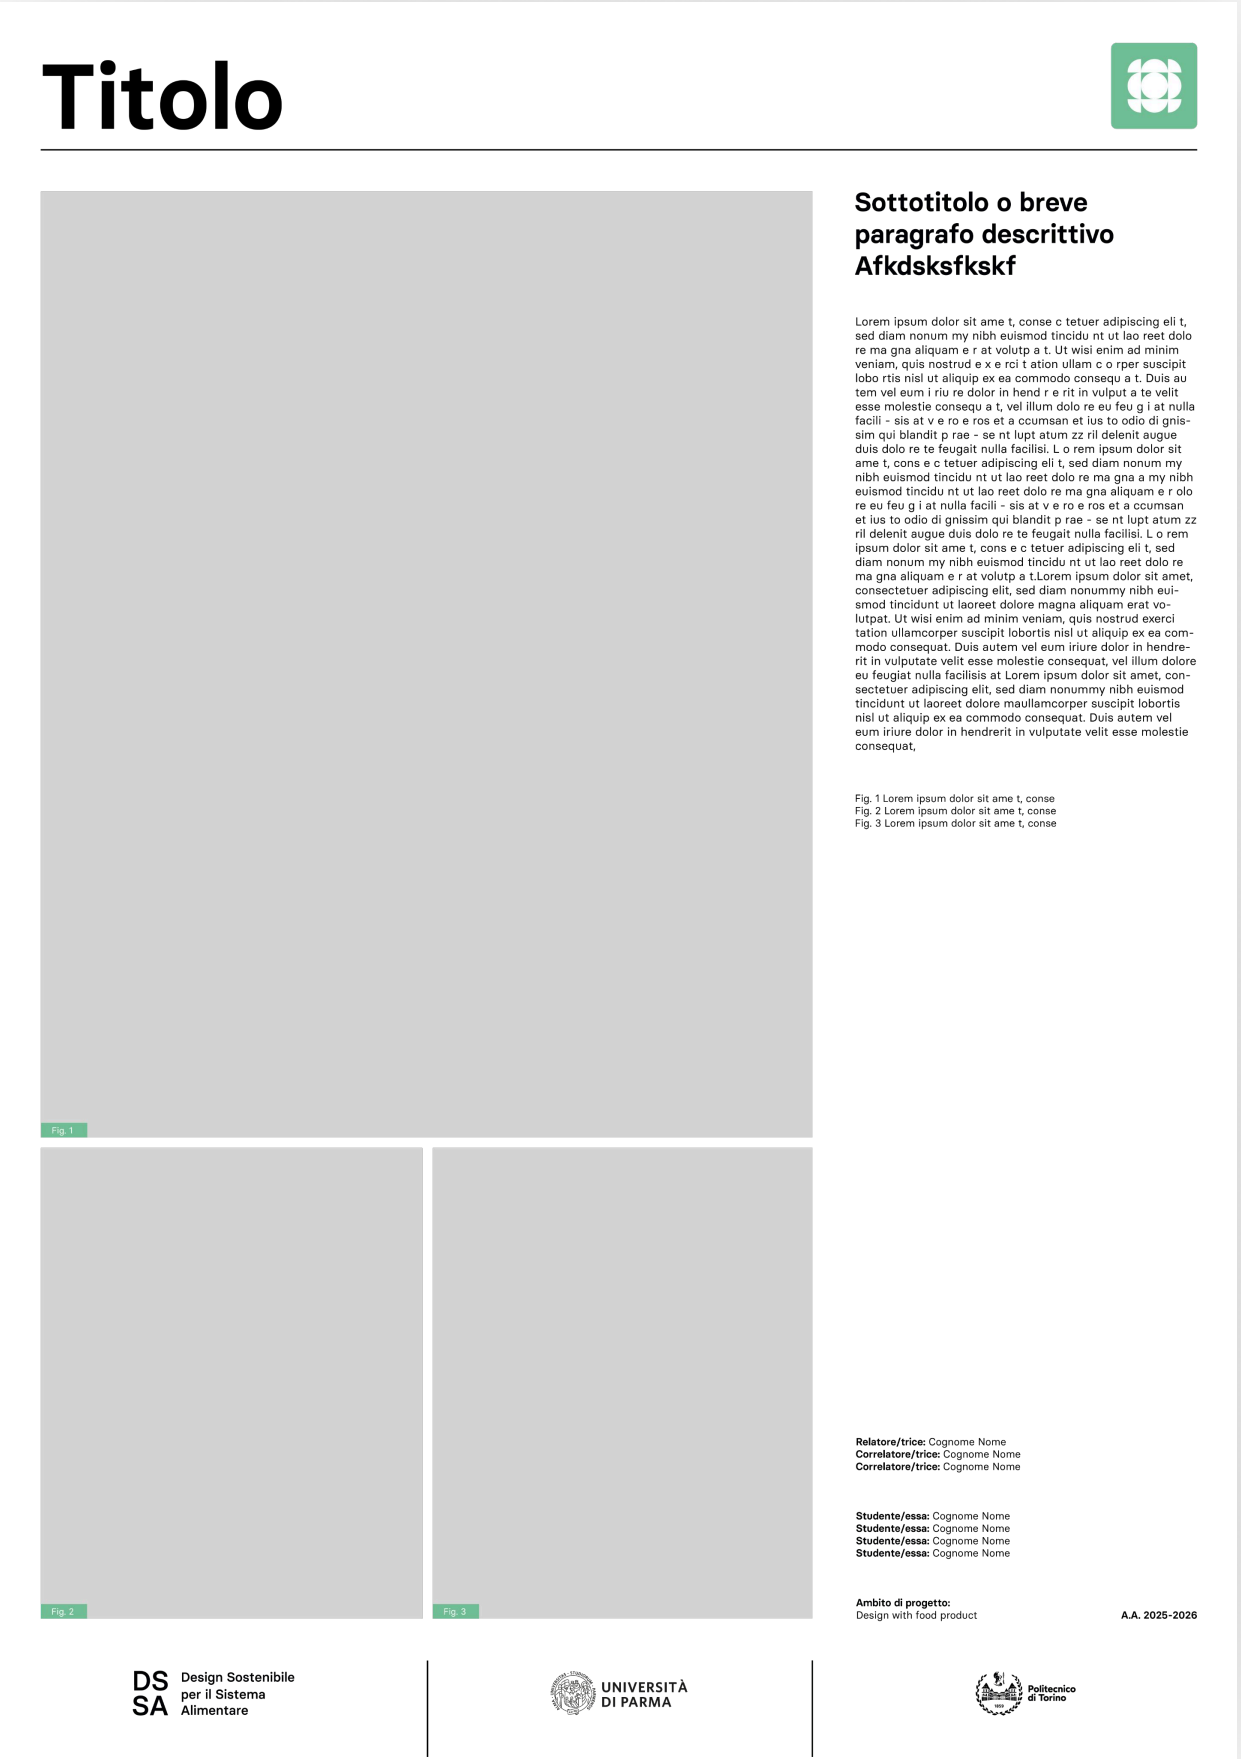 Titolo
Sottotitolo o breve
paragrafo descrittivo
Afkdsksfkskf
Lorem ipsum dolor sit ame t, conse c tetuer adipiscing eli t,
sed diam nonum my nibh euismod tincidu nt ut lao reet dolo
re ma gna aliquam e r at volutp a t. Ut wisi enim ad minim
veniam, quis nostrud e x e rci t ation ullam c o rper suscipit
lobo rtis nisl ut aliquip ex ea commodo consequ a t. Duis au
tem vel eum i riu re dolor in hend r e rit in vulput a te velit
esse molestie consequ a t, vel illum dolo re eu feu g i at nulla
facili - sis at v e ro e ros et a ccumsan et ius to odio di gnis-
sim qui blandit p rae - se nt lupt atum zz ril delenit augue
duis dolo re te feugait nulla facilisi. L o rem ipsum dolor sit
ame t, cons e c tetuer adipiscing eli t, sed diam nonum my
nibh euismod tincidu nt ut lao reet dolo re ma gna a my nibh
euismod tincidu nt ut lao reet dolo re ma gna aliquam e r olo
re eu feu g i at nulla facili - sis at v e ro e ros et a ccumsan
et ius to odio di gnissim qui blandit p rae - se nt lupt atum zz
ril delenit augue duis dolo re te feugait nulla facilisi. L o rem
ipsum dolor sit ame t, cons e c tetuer adipiscing eli t, sed
diam nonum my nibh euismod tincidu nt ut lao reet dolo re
ma gna aliquam e r at volutp a t.Lorem ipsum dolor sit amet,
consectetuer adipiscing elit, sed diam nonummy nibh eui-
smod tincidunt ut laoreet dolore magna aliquam erat vo-
lutpat. Ut wisi enim ad minim veniam, quis nostrud exerci
tation ullamcorper suscipit lobortis nisl ut aliquip ex ea com-
modo consequat. Duis autem vel eum iriure dolor in hendre-
rit in vulputate velit esse molestie consequat, vel illum dolore
eu feugiat nulla facilisis at Lorem ipsum dolor sit amet, con-
sectetuer adipiscing elit, sed diam nonummy nibh euismod
tincidunt ut laoreet dolore maullamcorper suscipit lobortis
nisl ut aliquip ex ea commodo consequat. Duis autem vel
eum iriure dolor in hendrerit in vulputate velit esse molestie
consequat,
Fig. 1 Lorem ipsum dolor sit ame t, conse
Fig. 2 Lorem ipsum dolor sit ame t, conse
Fig. 3 Lorem ipsum dolor sit ame t, conse
Fig. 1
Fig. 2
Fig. 3
Relatore/trice: Cognome Nome
Correlatore/trice: Cognome Nome
Correlatore/trice: Cognome Nome
Studente/essa: Cognome Nome
Studente/essa: Cognome Nome
Studente/essa: Cognome Nome
Studente/essa: Cognome Nome
Ambito di progetto:
Design with food product
A.A. 2025-2026
DS
SA
Design Sostenibile
per il Sistema
Alimentare
UNIVERSITÀ
DI PARMA
1859
Politecnico
di Torino